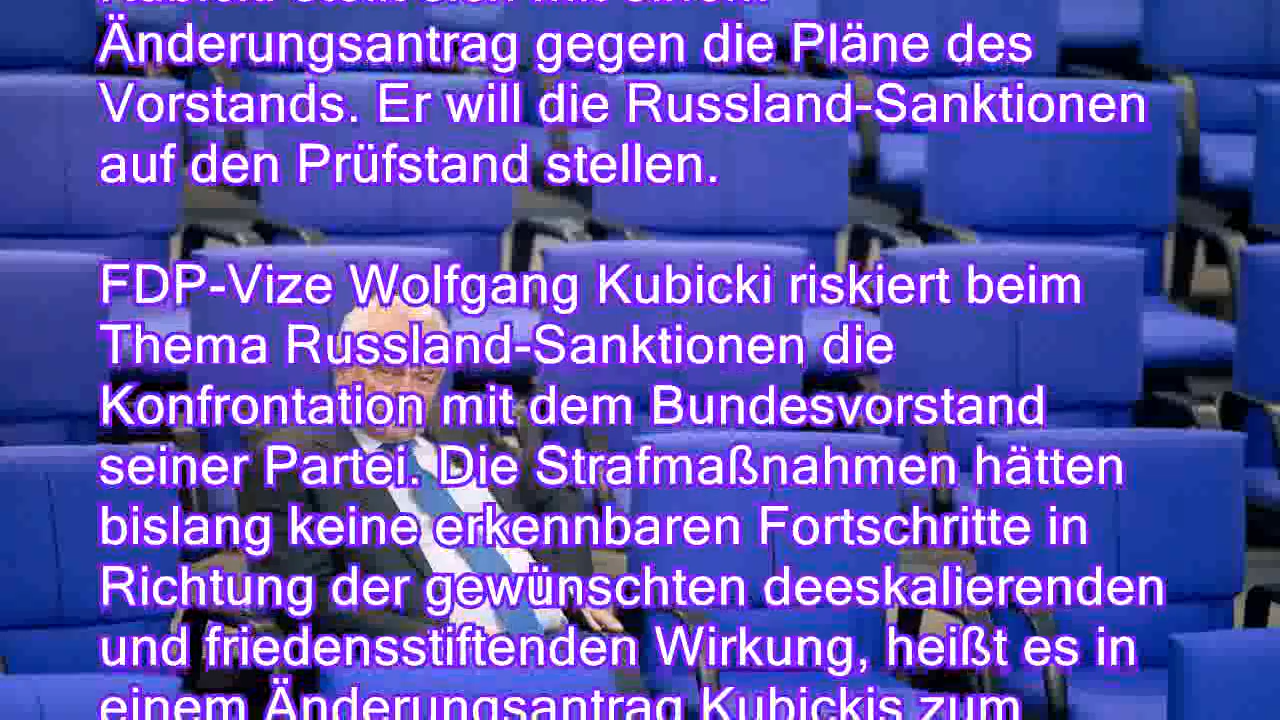 Änderungsantrag gegen die Pläne des
Vorstands. Er will die Russland-Sanktionen
auf den Prüfstand stellen.
FDP-Vize Wolfgang Kubicki riskiert beim
Thema Russland-Sanktionen die
Konfrontation mit dem Bundesvorstand
seiner Partei. Die Strafmaßnahmen hätten
bislang keine erkennbaren Fortschritte in
Richtung der gewünschten deeskalierenden
und friedensstiftenden Wirkung, heißt es in
einem Änderungsantrag Kubickis zum